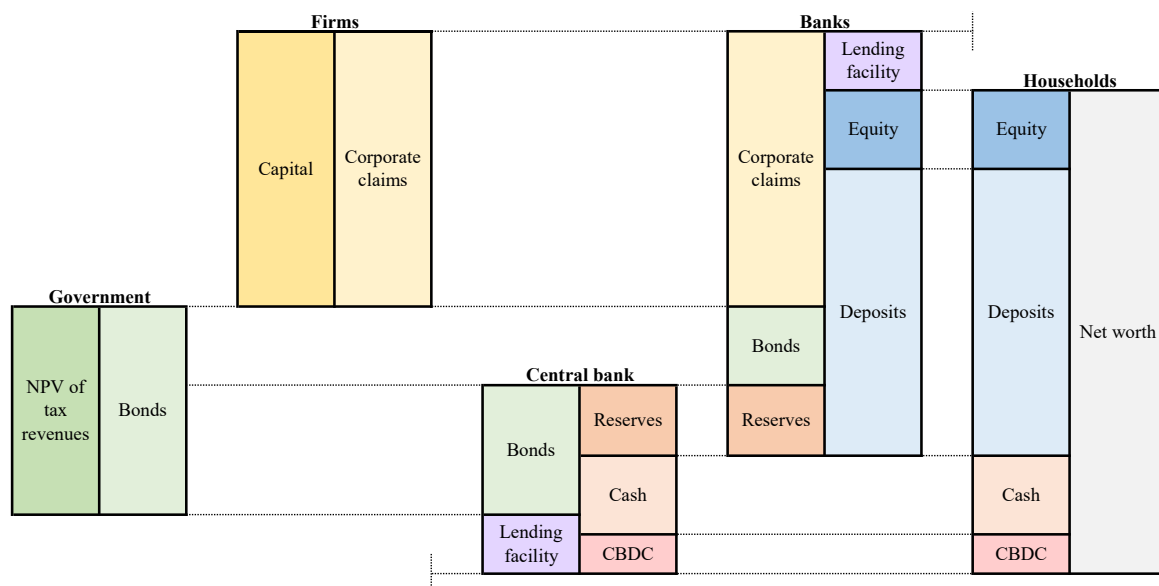 Firms
Capital
Corporate
claims
Banks
Corporate
claims
Bonds
Reserves
Lending
facility
Equity
Deposits
Households
Equity
Deposits
Cash
CBDC
Net worth
Government
NPV of
tax
revenues
Bonds
Central bank
Bonds
Lending
facility
Reserves
Cash
CBDC